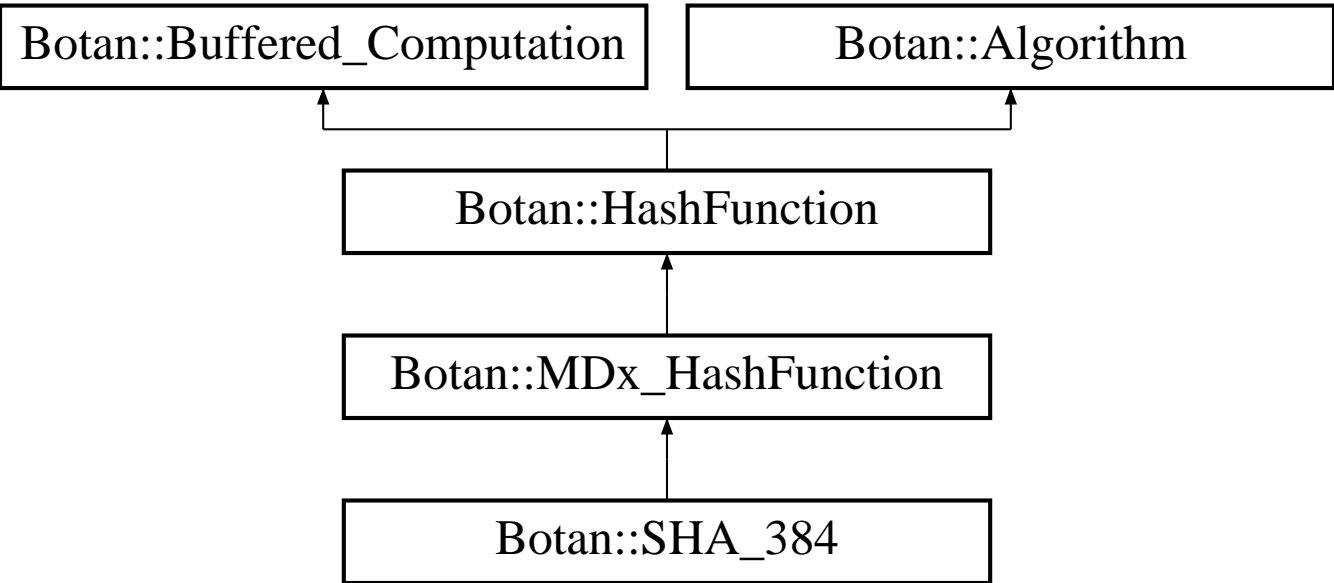 Botan::Buffered_Computation
Botan::Algorithm
Botan::HashFunction
Botan::MDx_HashFunction
Botan::SHA_384